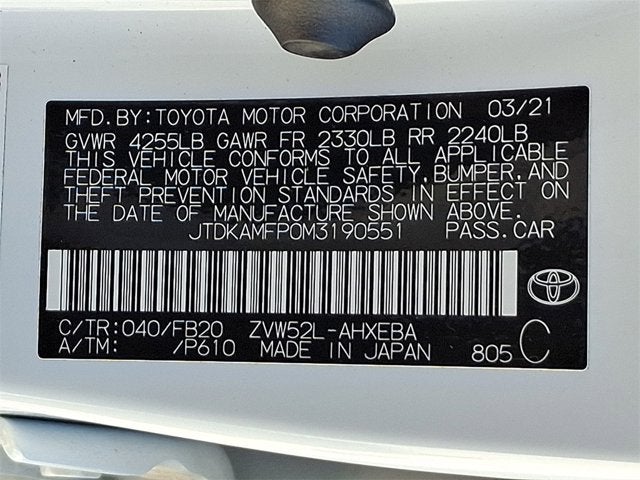 MFD.BY:TOYOTA MOTOR CORPORATION 03/21
GVWR 4255LB GAWR FR 2330LB RR 2240LB
THIS VEHICLE CONFORMS TO ALL APPLICABLE
FEDERAL MOTOR VEHICLE SAFETY,BUMPER,AND
THEFT PREVENTION STANDARDS IN EFFECT ON
THE DATE OF MANUFACTURE SHOWN ABOVE.
JTDKAMFP0M3190551 PASS.CAR
C/TR:040/FB20 ZVW52L-AHXEBA
A/TM: /P610 MADE IN JAPAN 805 C